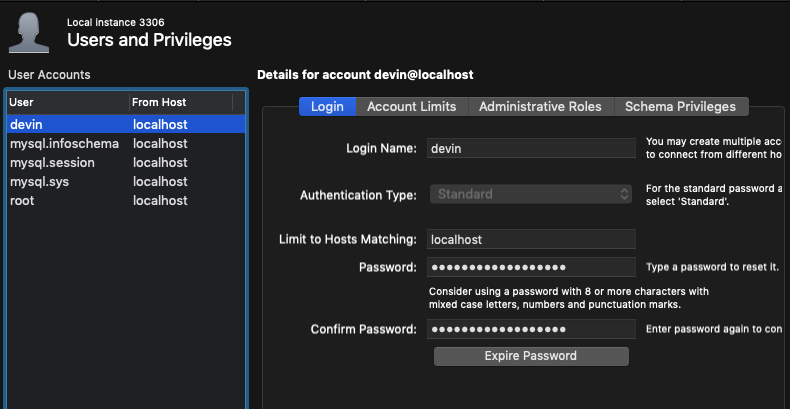 Local instance 3306
Users and Privileges
User Accounts
Details for account devin@localhost
User From Host
devin localhost
mysql.infoschema localhost
mysql.session localhost
mysql.sys localhost
root localhost
Login Account Limits Administrative Roles Schema Privileges
Login Name: devin
You may create multiple acc
to connect from different ho
Authentication Type: Standard
For the standard password a
select 'Standard'.
Limit to Hosts Matching: localhost
Password: ●●●●●●●●●●●●●●●●●● Type a password to reset it.
Consider using a password with 8 or more characters with
mixed case letters, numbers and punctuation marks.
Confirm Password: ●●●●●●●●●●●●●●●●●● Enter password again to con
Expire Password